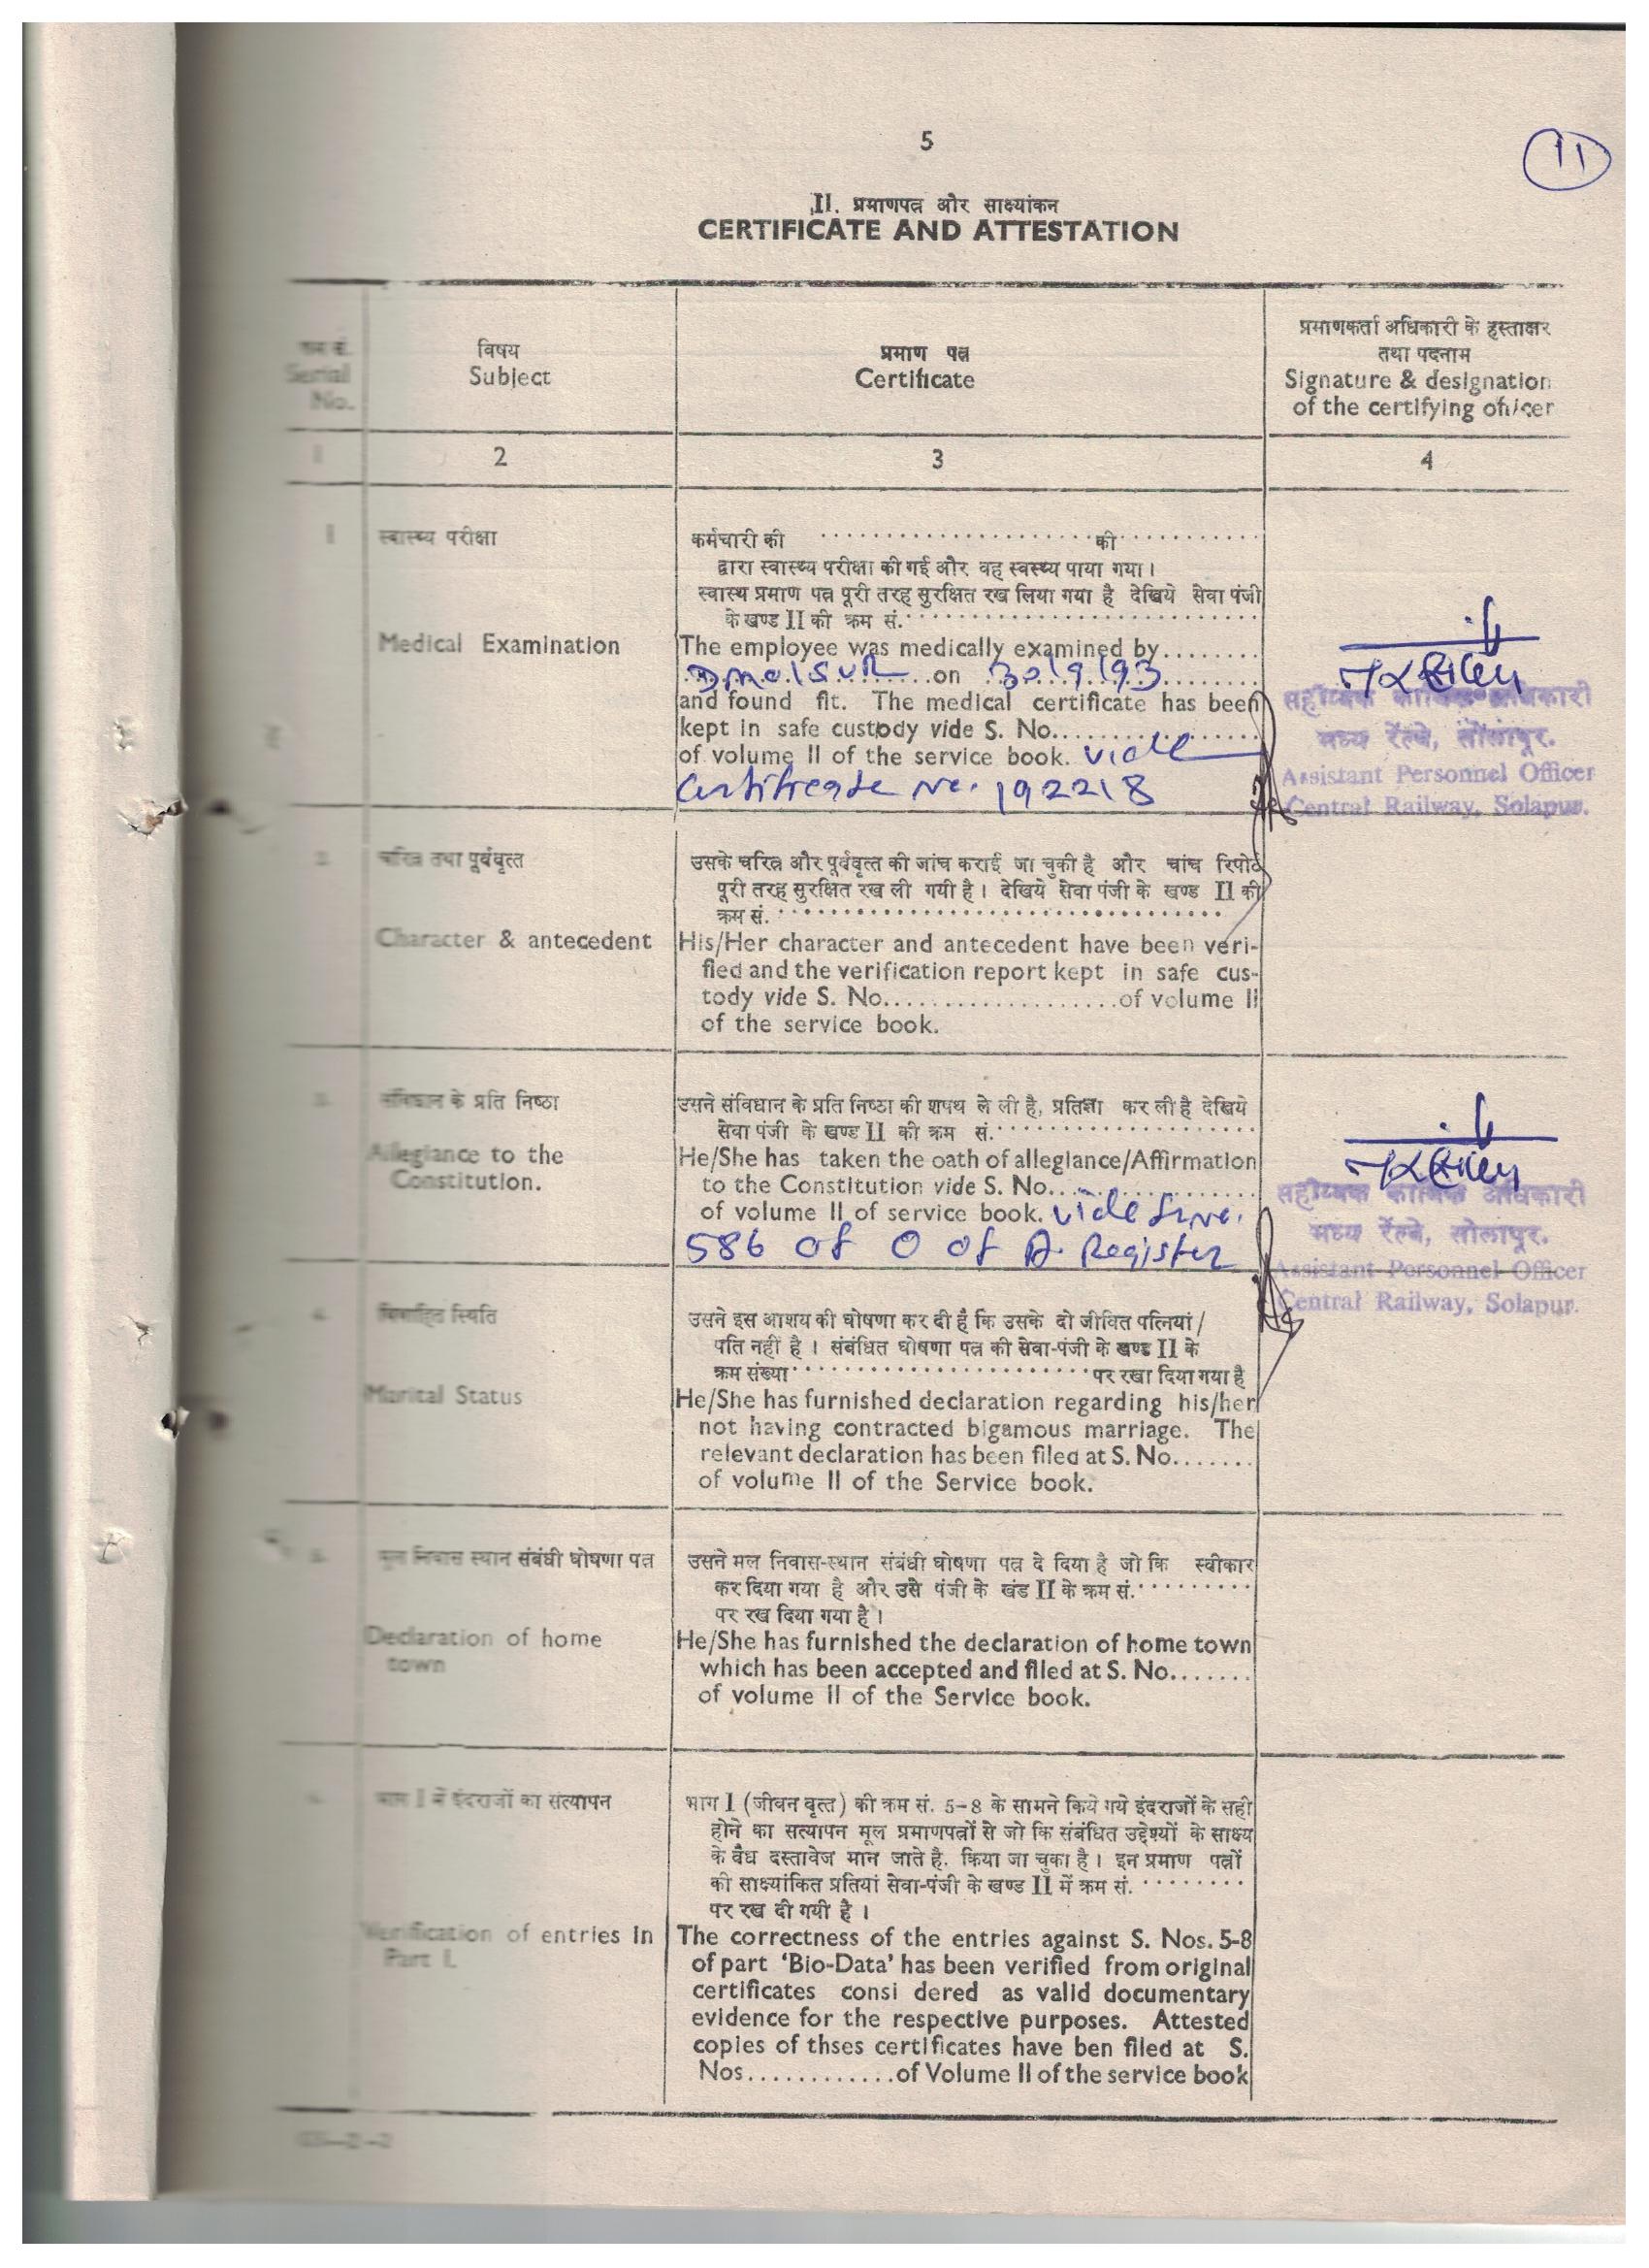 5
11
II. प्रमाणपत्र और साक्ष्यांकन
CERTIFICATE AND ATTESTATION
क्रम सं.
Serial
No.
विषय
Subject
प्रमाण पत्र
Certificate
प्रमाणकर्ता अधिकारी के हस्ताक्षर
तथा पदनाम
Signature & designation
of the certifying officer
1
2
3
4
1
स्वास्थ्य परीक्षा
कर्मचारी की ...................... की ............
द्वारा स्वास्थ्य परीक्षा की गई और वह स्वस्थ्य पाया गया।
स्वास्थ प्रमाण पत्र पूरी तरह सुरक्षित रख लिया गया है देखिये सेवा पंजी
के खण्ड II की क्रम सं. ..............................
Medical Examination
The employee was medically examined by........
DMO/SUR on 30/9/93
and found fit. The medical certificate has been
kept in safe custody vide S. No..................
of volume II of the service book. vide
Certificate No. 192218
सहाय्यक कार्मिक अधिकारी
मध्य रेल्वे, सोलापूर.
Assistant Personnel Officer
Central Railway, Solapur.
2.
चरित्र तथा पूर्ववृत्त
उसके चरित्र और पूर्ववृत्त की जांच कराई जा चुकी है और चांच रिपोर्ट
पूरी तरह सुरक्षित रख ली गयी है। देखिये सेवा पंजी के खण्ड II की
क्रम सं. ..................................
Character & antecedent
His/Her character and antecedent have been veri-
fied and the verification report kept in safe cus-
tody vide S. No....................of volume II
of the service book.
3.
संविधान के प्रति निष्ठा
उसने संविधान के प्रति निष्ठा की शपथ ले ली है, प्रतिज्ञा कर ली है देखिये
सेवा पंजी के खण्ड II की क्रम सं. ....................
Allegiance to the
Constitution.
He/She has taken the oath of allegiance/Affirmation
to the Constitution vide S. No..................
of volume II of service book. vide Sr. No.
586 of O of A. Register
सहाय्यक कार्मिक अधिकारी
मध्य रेल्वे, सोलापूर.
Assistant Personnel Officer
Central Railway, Solapur.
4.
विवाहित स्थिति
उसने इस आशय की घोषणा कर दी है कि उसके दो जीवित पत्नियां/
पति नहीं है। संबंधित घोषणा पत्र की सेवा-पंजी के खण्ड II के
क्रम संख्या ........................ पर रखा दिया गया है
Marital Status
He/She has furnished declaration regarding his/her
not having contracted bigamous marriage. The
relevant declaration has been filed at S. No.......
of volume II of the Service book.
5.
मूल निवास स्थान संबंधी घोषणा पत्र
उसने मल निवास-स्थान संबंधी घोषणा पत्र दे दिया है जो कि स्वीकार
कर दिया गया है और उसे पंजी के खंड II के क्रम सं. .........
पर रख दिया गया है।
Declaration of home
town
He/She has furnished the declaration of home town
which has been accepted and filed at S. No.......
of volume II of the Service book.
भाग I में इंदराजों का सत्यापन
भाग I (जीवन वृत्त) की क्रम सं. 5-8 के सामने किये गये इंदराजों के सही
होने का सत्यापन मूल प्रमाणपत्रों से जो कि संबंधित उद्देश्यों के साक्ष्य
के वैध दस्तावेज मान जाते है, किया जा चुका है। इन प्रमाण पत्रों
की साक्ष्यांकित प्रतियां सेवा-पंजी के खण्ड II में क्रम सं. ........
पर रख दी गयी है।
Verification of entries in
Part I.
The correctness of the entries against S. Nos. 5-8
of part ‘Bio-Data’ has been verified from original
certificates consi dered as valid documentary
evidence for the respective purposes. Attested
copies of thses certificates have ben filed at S.
Nos............of Volume II of the service book